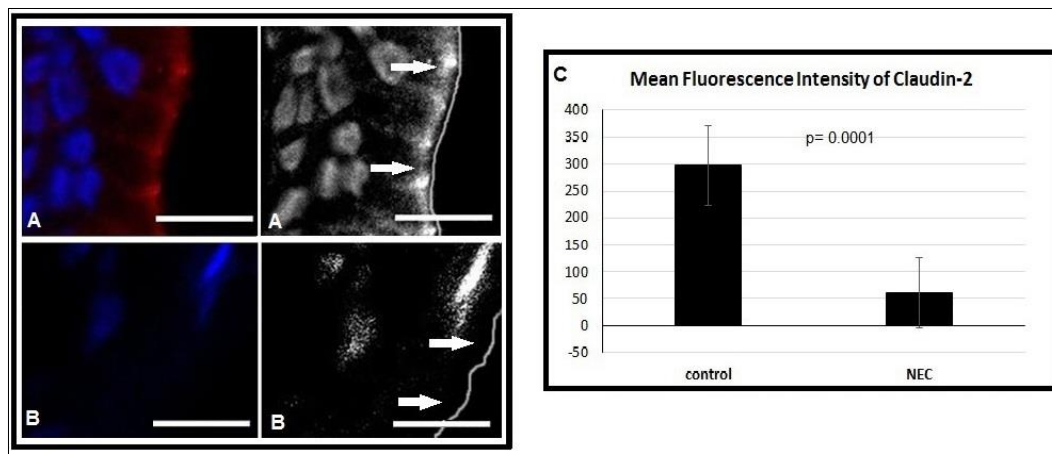 A
A
B
B
C
Mean Fluorescence Intensity of Claudin-2
400
350
300
250
200
150
100
50
0
-50
p= 0.0001
control NEC